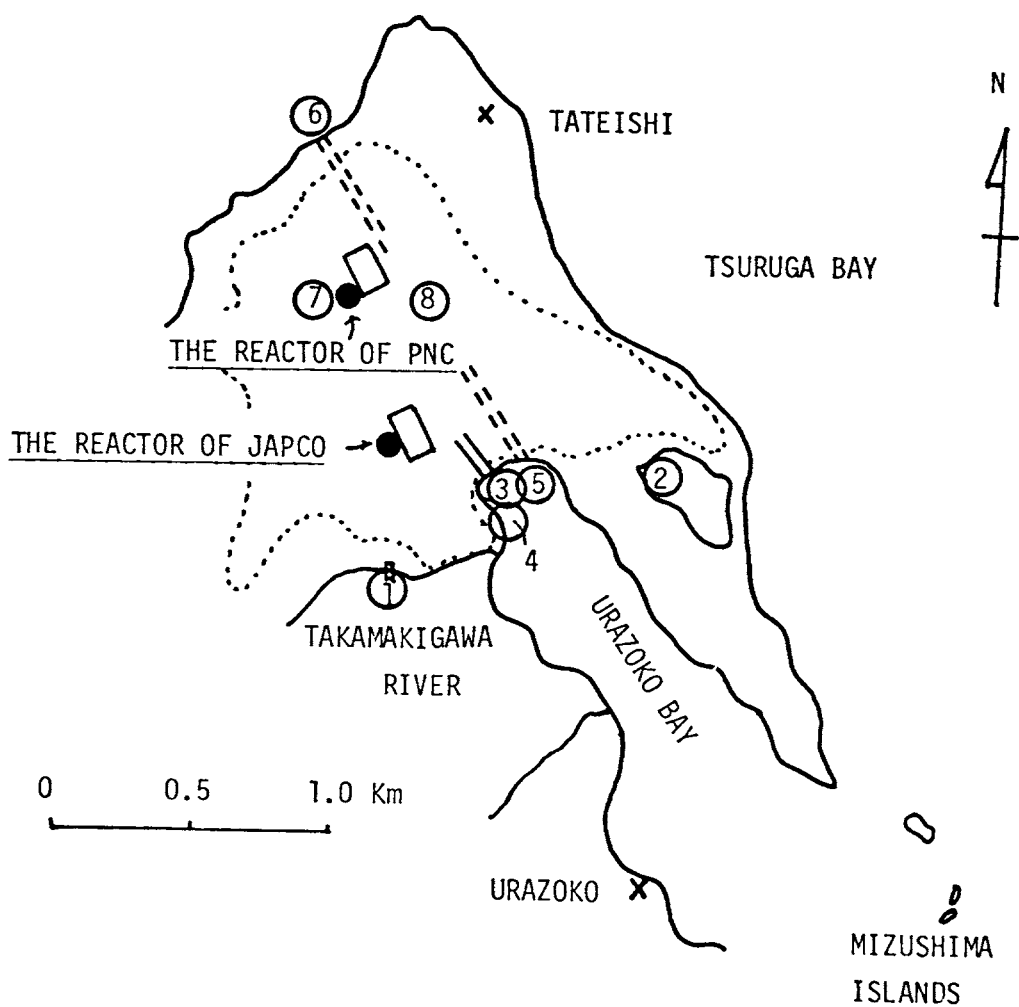 N
6
TATEISHI
TSURUGA BAY
7
8
THE REACTOR OF PNC
THE REACTOR OF JAPCO
2
3
5
4
1
TAKAMAKIGAWA
RIVER
URAZOKO BAY
0 0.5 1.0 Km
URAZOKO
MIZUSHIMA
ISLANDS